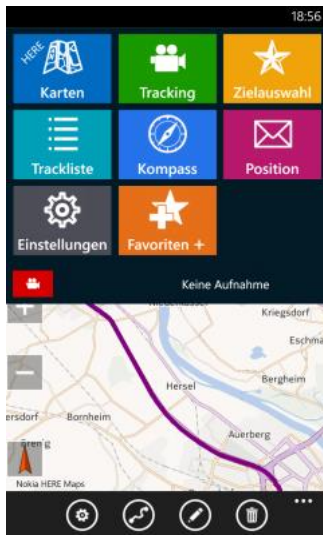 18:56
HERE
Karten
Tracking
Zielauswahl
Trackliste
Kompass
Position
Einstellungen
Favoriten +
Keine Aufnahme
Kriegsdorf
Eschma
Hersel
Bergheim
ersdorf
Bornheim
Auerberg
Nokia HERE Maps